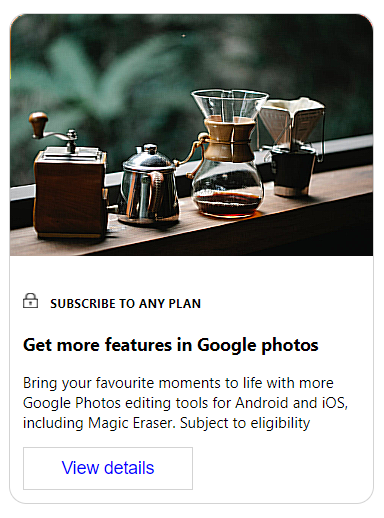 SUBSCRIBE TO ANY PLAN
Get more features in Google photos
Bring your favourite moments to life with more
Google Photos editing tools for Android and iOS,
including Magic Eraser. Subject to eligibility
View details